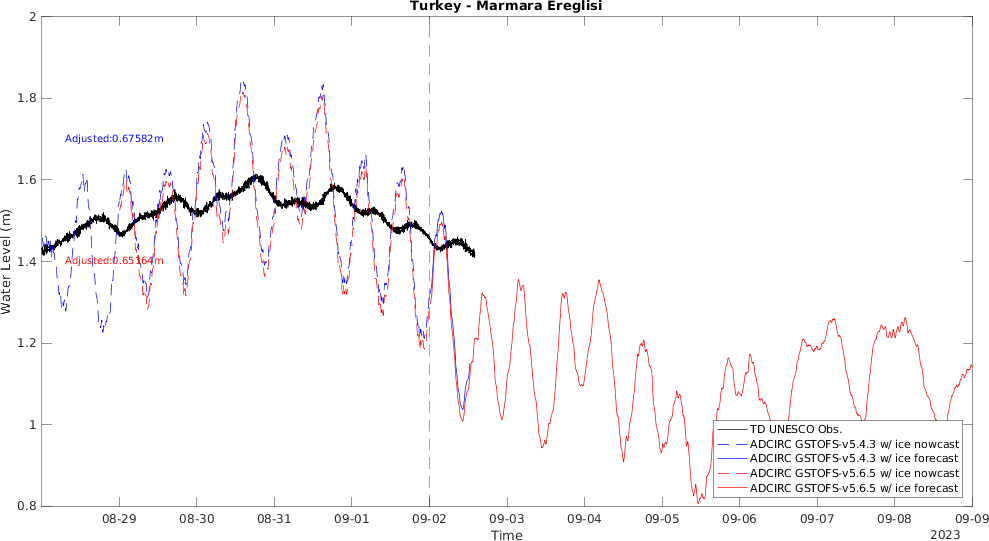 Turkey - Marmara Ereglisi
2
1.8
1.6
1.4
1.2
1
0.8
Water Level (m)
Adjusted:0.67582m
Adjusted:0.65164m
TD UNESCO Obs.
ADCIRC GSTOFS-v5.4.3 w/ ice nowcast
ADCIRC GSTOFS-v5.4.3 w/ ice forecast
ADCIRC GSTOFS-v5.6.5 w/ ice nowcast
ADCIRC GSTOFS-v5.6.5 w/ ice forecast
08-29 08-30 08-31 09-01 09-02 09-03 09-04 09-05 09-06 09-07 09-08 09-09
Time
2023